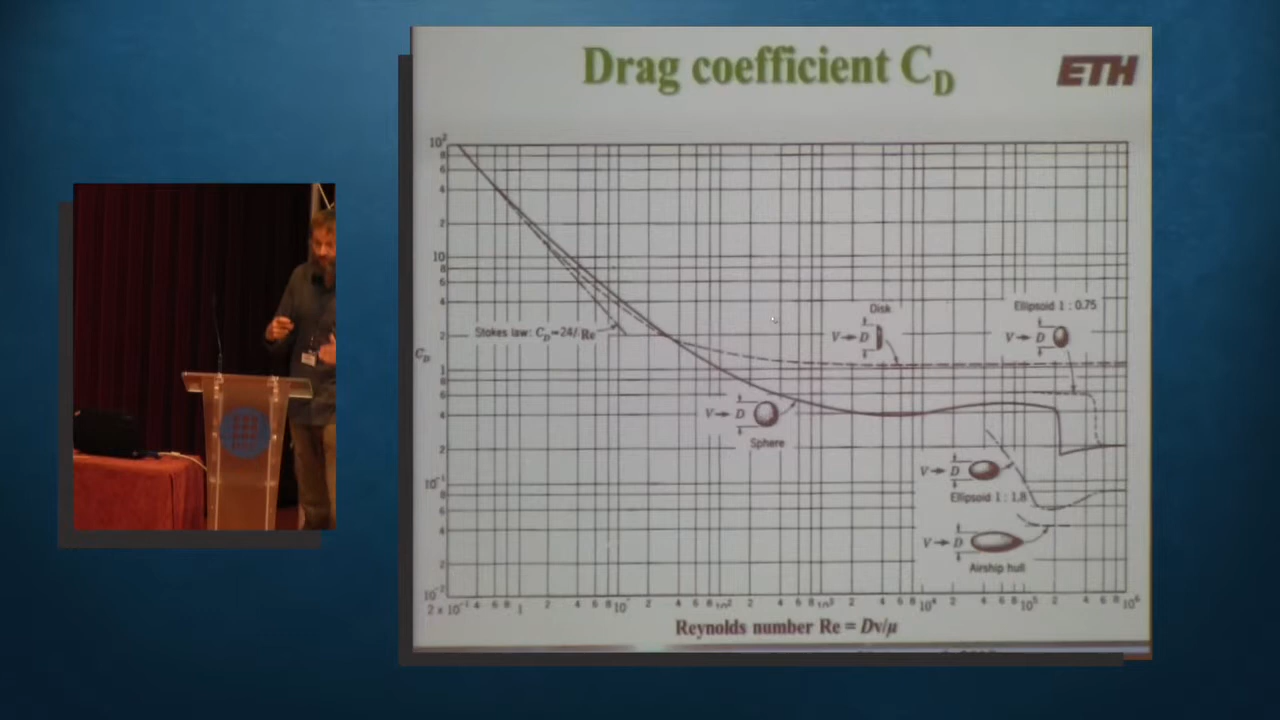 Drag coefficient C_D
ETH
10²
8
6
4
2
10
8
6
4
2
1
8
6
4
2
10⁻¹
8
6
4
2
10⁻²
C_D
Stokes law: C_D=24/Re
Disk
V→D
Ellipsoid 1 : 0.75
V→D
V→D
Sphere
V→D
Ellipsoid 1 : 1.8
V→D
Airship hull
2 x 10⁻¹ 4 6 8 1 2 4 6 8 10 2 4 6 8 10² 2 4 6 8 10³ 2 4 6 8 10⁴ 2 4 6 8 10⁵ 2 4 6 8 10⁶
Reynolds number Re = Dv/μ